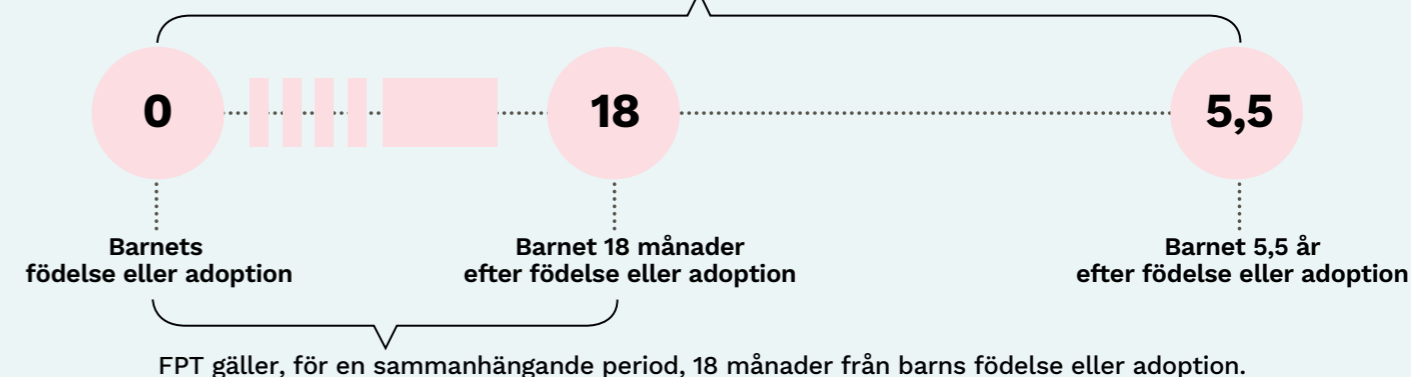 0
18
5,5
Barnets
födelse eller adoption
Barnet 18 månader
efter födelse eller adoption
Barnet 5,5 år
efter födelse eller adoption
FPT gäller, för en sammanhängande period, 18 månader från barns födelse eller adoption.